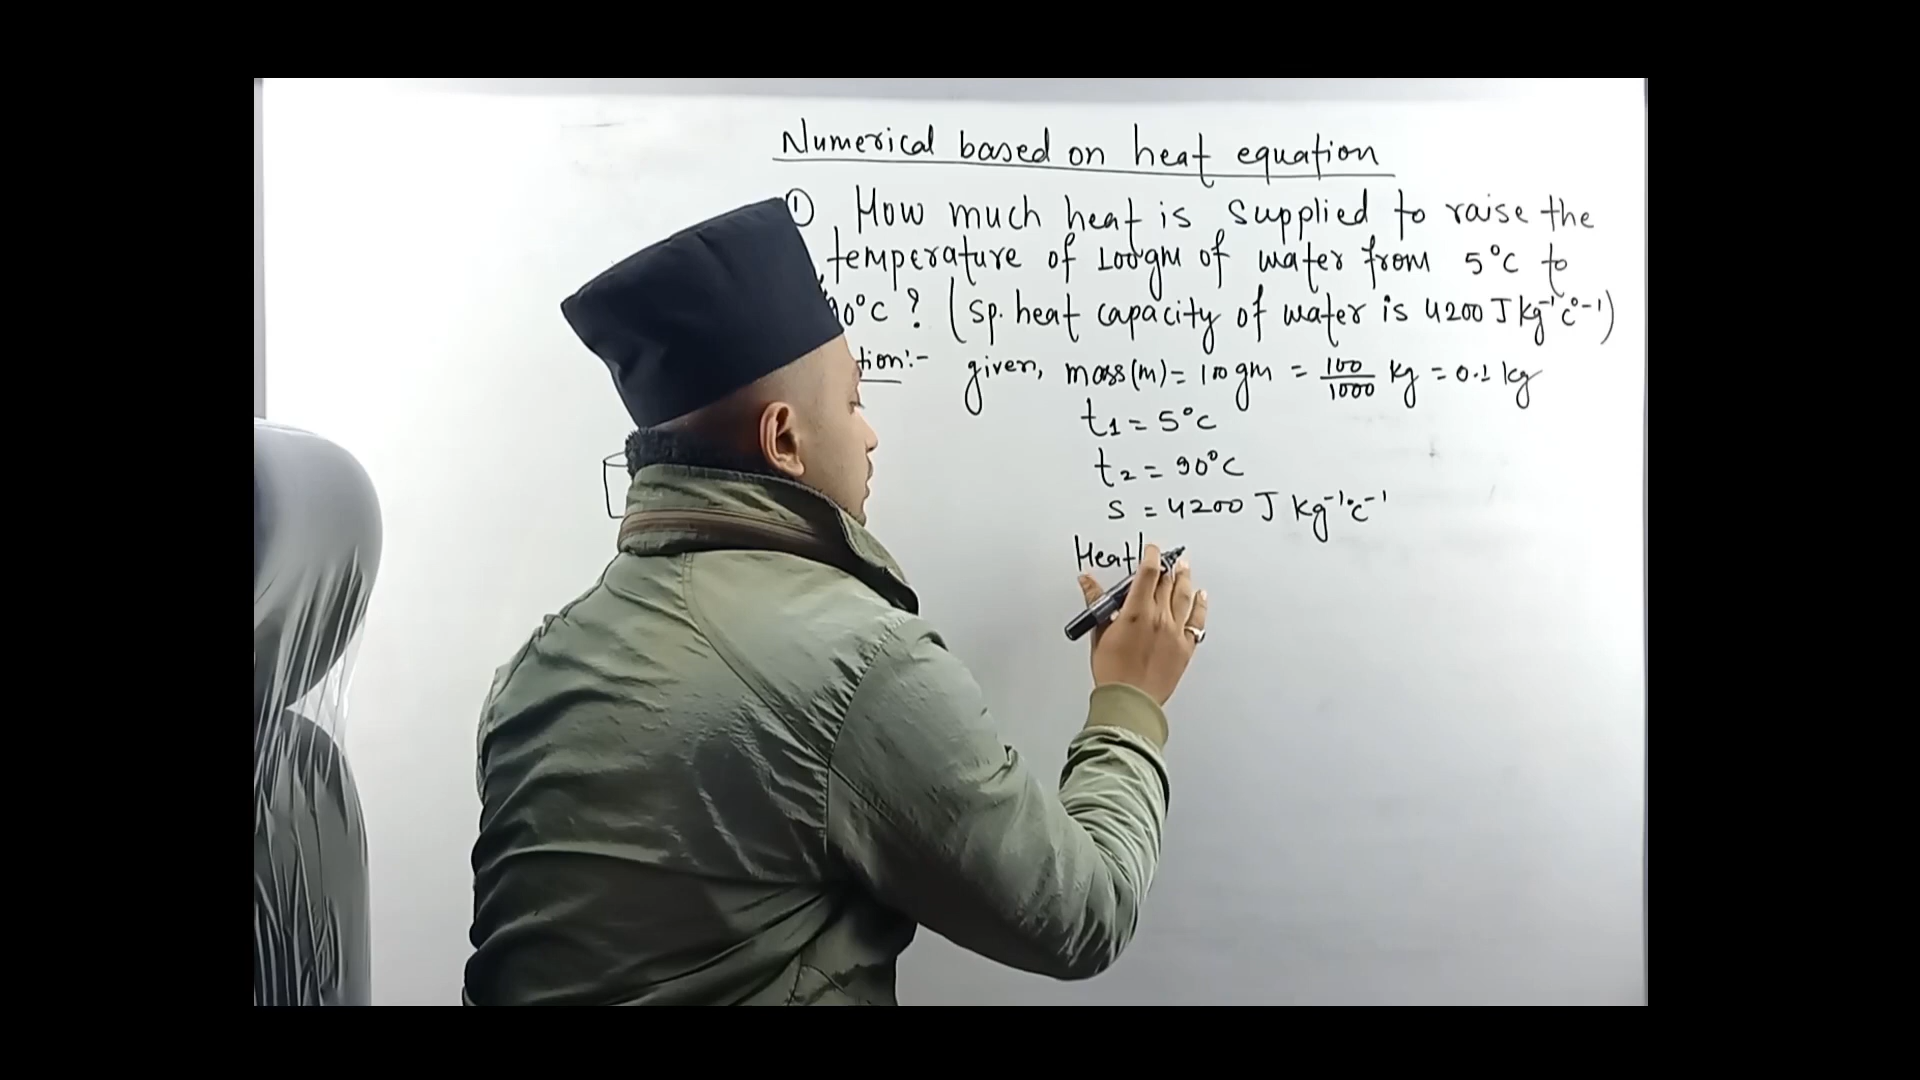 Numerical based on heat equation
① How much heat is supplied to raise the
temperature of 100gm of water from 5°C to
90°C ? (sp. heat capacity of water is 4200 J kg⁻¹ c°⁻¹)
tion:- given, mass(m) = 100 gm = 100/1000 kg = 0.1 kg
t₁ = 5°C
t₂ = 90°C
s = 4200 J kg⁻¹°c⁻¹
Heat